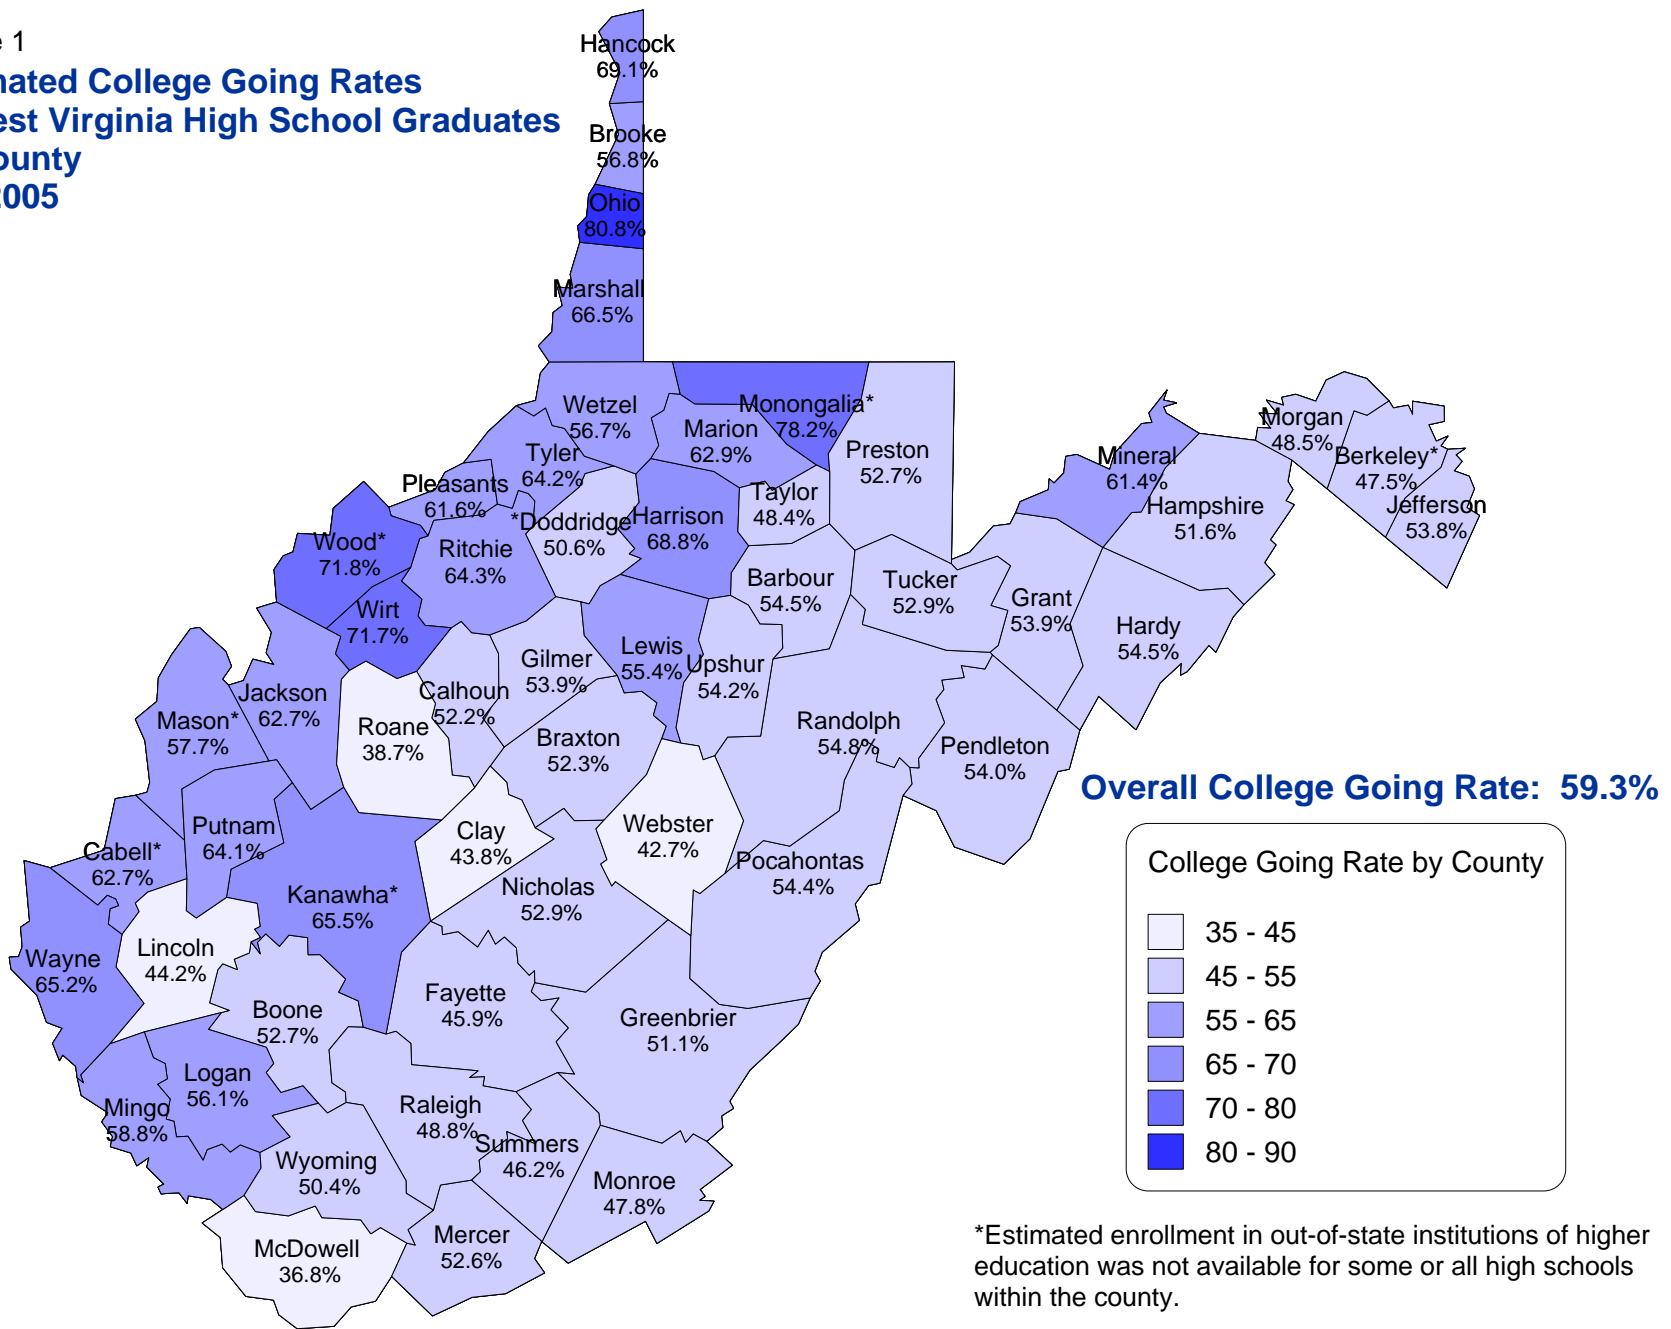 e 1
nated College Going Rates
est Virginia High School Graduates
ounty
2005
Hancock
69.1%
Brooke
56.8%
Ohio
80.8%
Marshall
66.5%
Wetzel
56.7%
Monongalia*
78.2%
Marion
62.9%
Preston
52.7%
Tyler
64.2%
Pleasants
61.6%
Taylor
48.4%
*Doddridge
50.6%
Harrison
68.8%
Mineral
61.4%
Morgan
48.5%
Berkeley*
47.5%
Hampshire
51.6%
Jefferson
53.8%
Wood*
71.8%
Ritchie
64.3%
Barbour
54.5%
Tucker
52.9%
Grant
53.9%
Hardy
54.5%
Wirt
71.7%
Gilmer
53.9%
Lewis
55.4%
Upshur
54.2%
Jackson
62.7%
Calhoun
52.2%
Mason*
57.7%
Roane
38.7%
Braxton
52.3%
Randolph
54.8%
Pendleton
54.0%
Putnam
64.1%
Clay
43.8%
Webster
42.7%
Cabell*
62.7%
Pocahontas
54.4%
Kanawha*
65.5%
Nicholas
52.9%
Wayne
65.2%
Lincoln
44.2%
Boone
52.7%
Fayette
45.9%
Greenbrier
51.1%
Logan
56.1%
Mingo
58.8%
Raleigh
48.8%
Summers
46.2%
Wyoming
50.4%
Monroe
47.8%
McDowell
36.8%
Mercer
52.6%
Overall College Going Rate: 59.3%
College Going Rate by County
35 - 45
45 - 55
55 - 65
65 - 70
70 - 80
80 - 90
*Estimated enrollment in out-of-state institutions of higher
education was not available for some or all high schools
within the county.